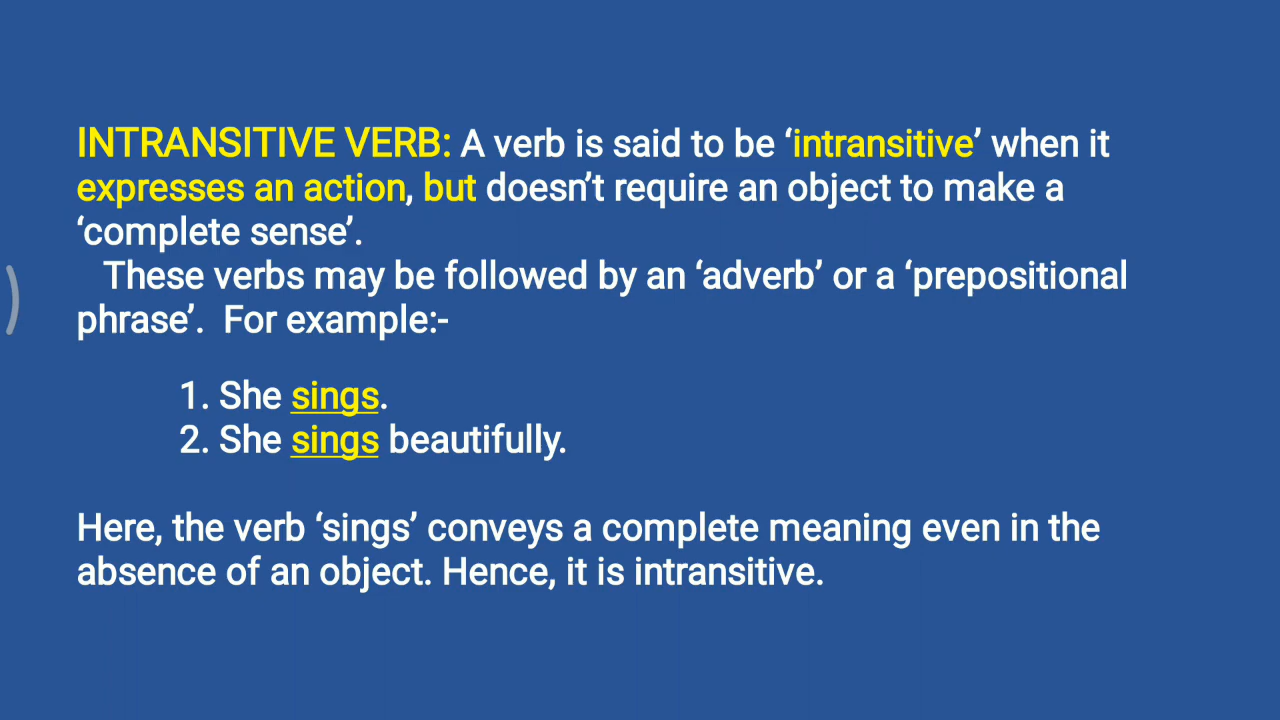 INTRANSITIVE VERB: A verb is said to be ‘intransitive’ when it
expresses an action, but doesn’t require an object to make a
‘complete sense’.
These verbs may be followed by an ‘adverb’ or a ‘prepositional
phrase’. For example:-
1. She sings.
2. She sings beautifully.
Here, the verb ‘sings’ conveys a complete meaning even in the
absence of an object. Hence, it is intransitive.